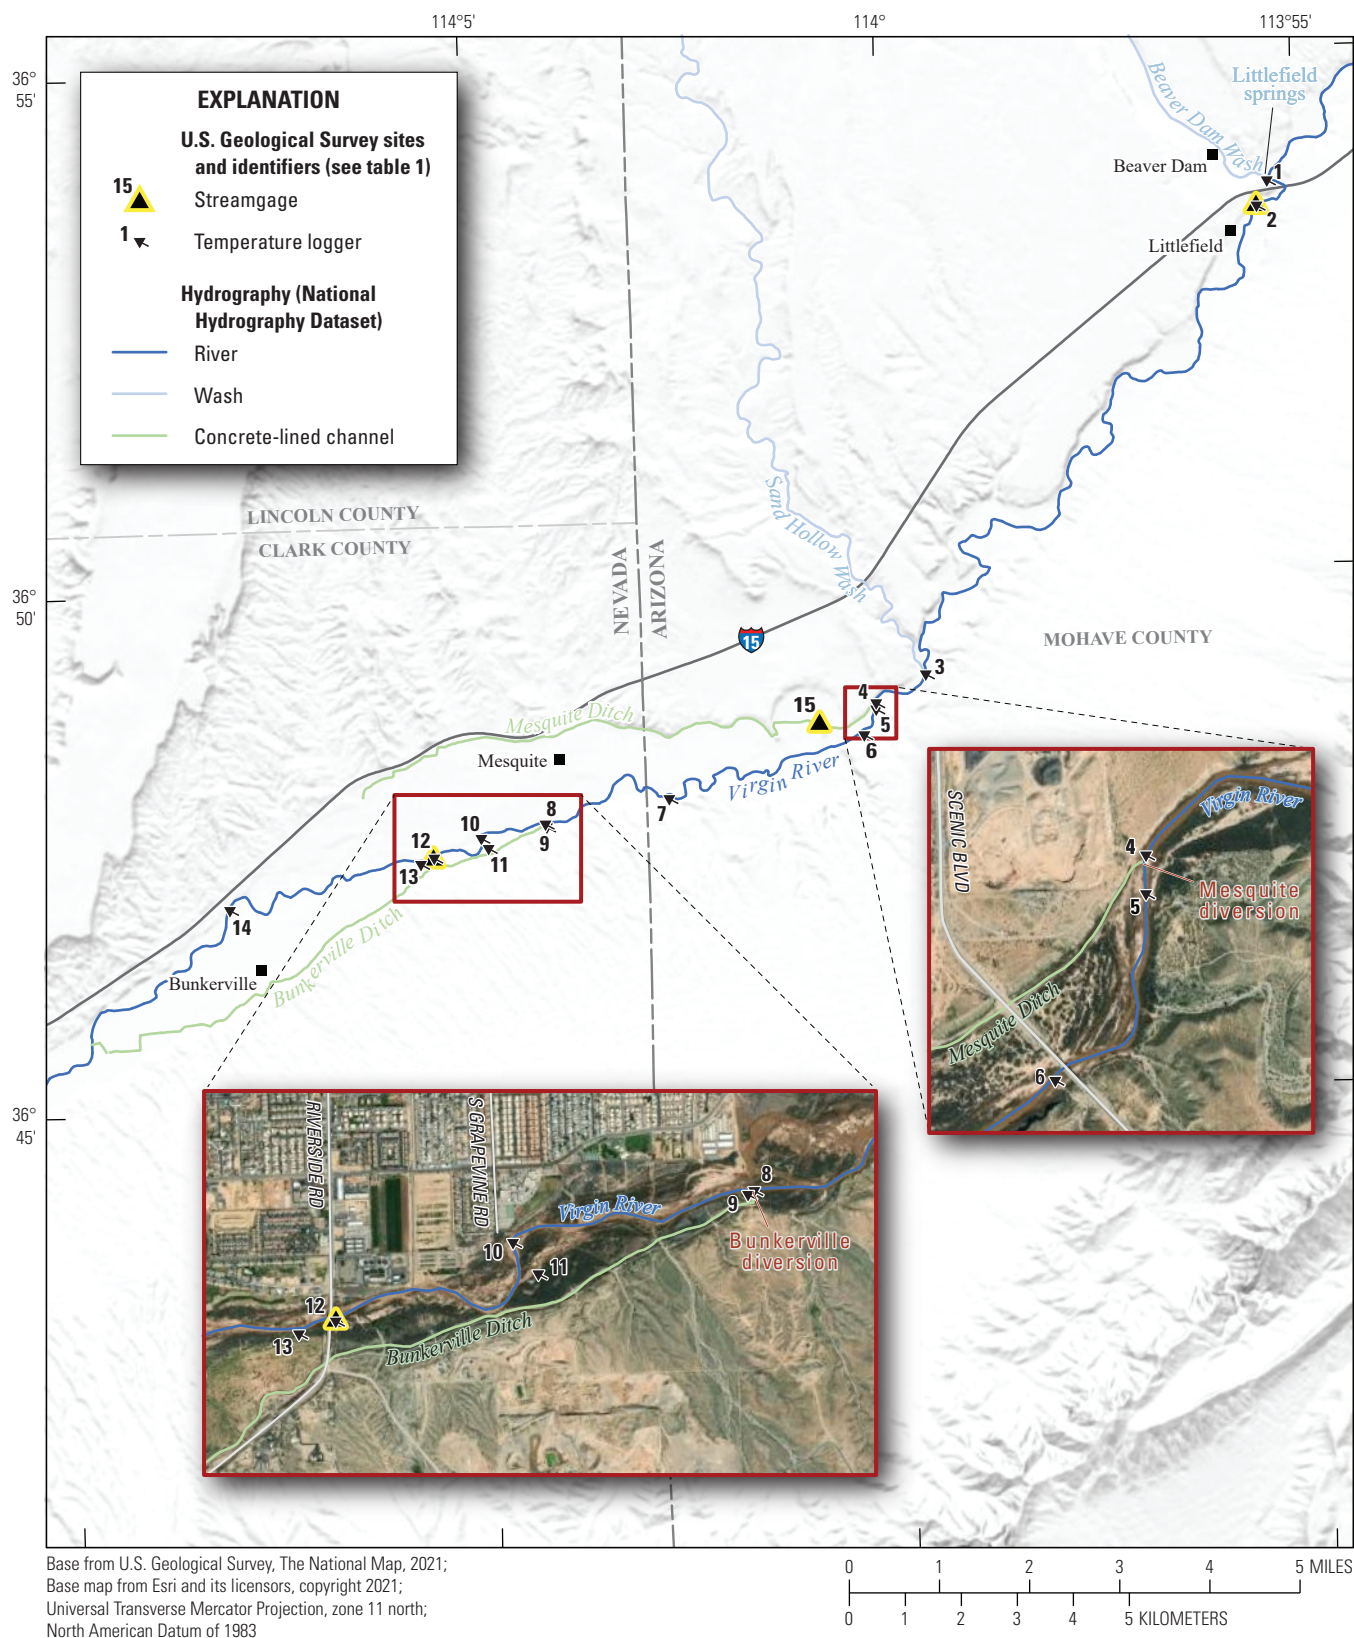 114°5'
114°
113°55'
36°
55'
EXPLANATION
U.S. Geological Survey sites
and identifiers (see table 1)
15
Streamgage
1
Temperature logger
Hydrography (National
Hydrography Dataset)
River
Wash
Concrete-lined channel
Beaver Dam Wash
Littlefield
springs
Beaver Dam
1
2
Littlefield
LINCOLN COUNTY
CLARK COUNTY
NEVADA
ARIZONA
Sand Hollow Wash
36°
50'
15
MOHAVE COUNTY
3
4
5
6
15
Mesquite Ditch
Mesquite
Virgin River
7
8
9
10
11
12
13
14
Bunkerville
Bunkerville Ditch
SCENIC BLVD
Virgin River
4
Mesquite
diversion
5
Mesquite Ditch
6
36°
45'
RIVERSIDE RD
S GRAPEVINE RD
Virgin River
8
9
Bunkerville
diversion
10
11
12
13
Bunkerville Ditch
Base from U.S. Geological Survey, The National Map, 2021;
Base map from Esri and its licensors, copyright 2021;
Universal Transverse Mercator Projection, zone 11 north;
North American Datum of 1983
0 1 2 3 4 5 MILES
0 1 2 3 4 5 KILOMETERS